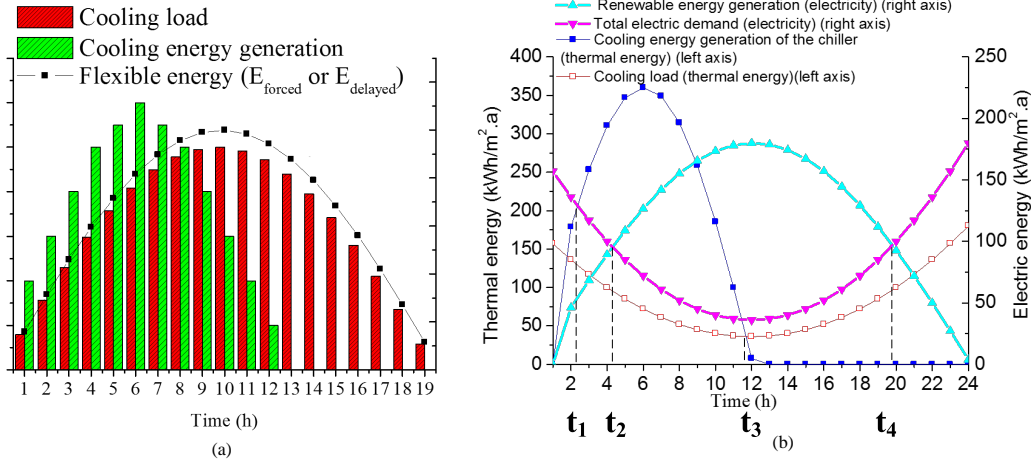 Cooling load
Cooling energy generation
Flexible energy (E_forced or E_delayed)
1 2 3 4 5 6 7 8 9 10 11 12 13 14 15 16 17 18 19
Time (h)
(a)
Renewable energy generation (electricity) (right axis)
Total electric demand (electricity) (right axis)
Cooling energy generation of the chiller
(thermal energy) (left axis)
Cooling load (thermal energy)(left axis)
Thermal energy (kWh/m².a)
400
350
300
250
200
150
100
50
0
Electric energy (kWh/m².a)
250
200
150
100
50
0
2 4 6 8 10 12 14 16 18 20 22 24
Time (h)
t1 t2 t3 t4
(b)